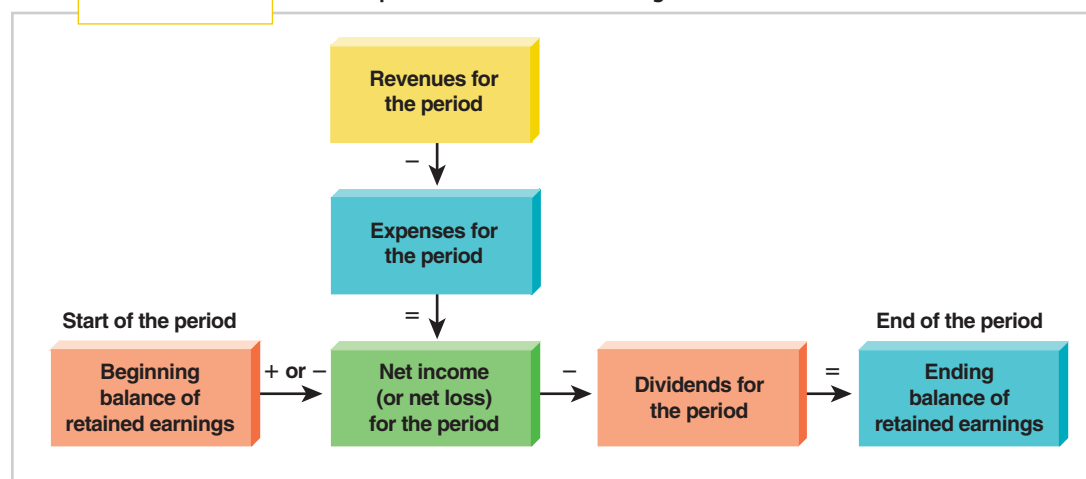 Revenues for
the period
–
Expenses for
the period
=
Start of the period
Beginning
balance of
retained earnings
+ or –
Net income
(or net loss)
for the period
–
Dividends for
the period
=
End of the period
Ending
balance of
retained earnings